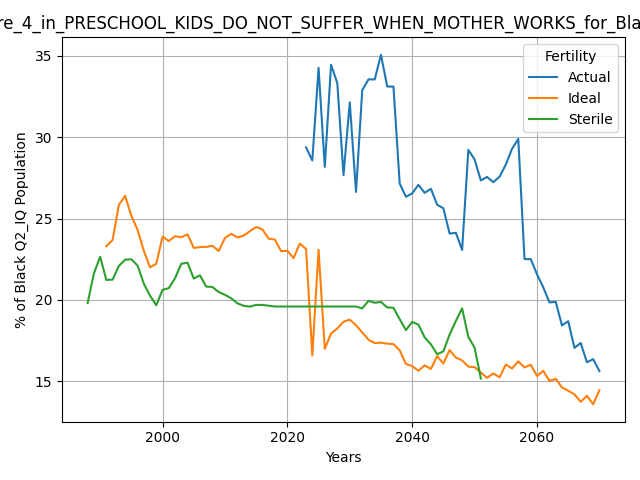 re_4_in_PRESCHOOL_KIDS_DO_NOT_SUFFER_WHEN_MOTHER_WORKS_for_Bla
Fertility
Actual
Ideal
Sterile
% of Black Q2_IQ Population
35
30
25
20
15
2000
2020
2040
2060
Years